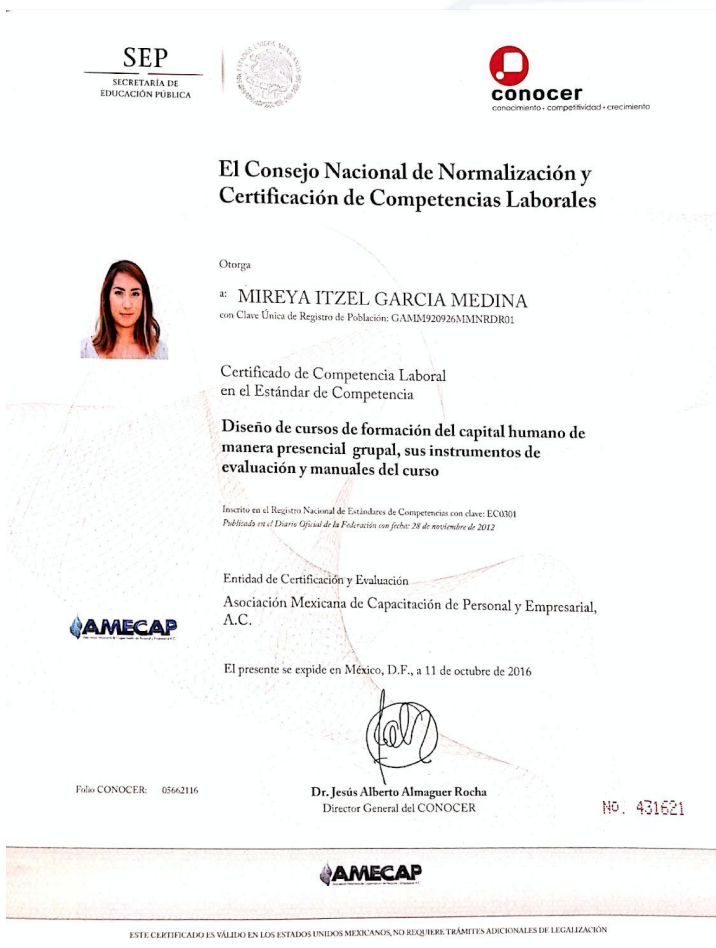 SEP
SECRETARÍA DE
EDUCACIÓN PÚBLICA
ESTADOS UNIDOS MEXICANOS
conocer
conocimiento · competitividad · crecimiento
El Consejo Nacional de Normalización y
Certificación de Competencias Laborales
Otorga
a: MIREYA ITZEL GARCIA MEDINA
con Clave Única de Registro de Población: GAMM920926MMNRDR01
Certificado de Competencia Laboral
en el Estándar de Competencia
Diseño de cursos de formación del capital humano de
manera presencial grupal, sus instrumentos de
evaluación y manuales del curso
Inscrito en el Registro Nacional de Estándares de Competencias con clave: EC0301
Publicado en el Diario Oficial de la Federación con fecha: 28 de noviembre de 2012
Entidad de Certificación y Evaluación
Asociación Mexicana de Capacitación de Personal y Empresarial,
A.C.
AMECAP
El presente se expide en México, D.F., a 11 de octubre de 2016
Folio CONOCER: 05662116
Dr. Jesús Alberto Almaguer Rocha
Director General del CONOCER
No. 431621
AMECAP
ESTE CERTIFICADO ES VÁLIDO EN LOS ESTADOS UNIDOS MEXICANOS, NO REQUIERE TRÁMITES ADICIONALES DE LEGALIZACIÓN